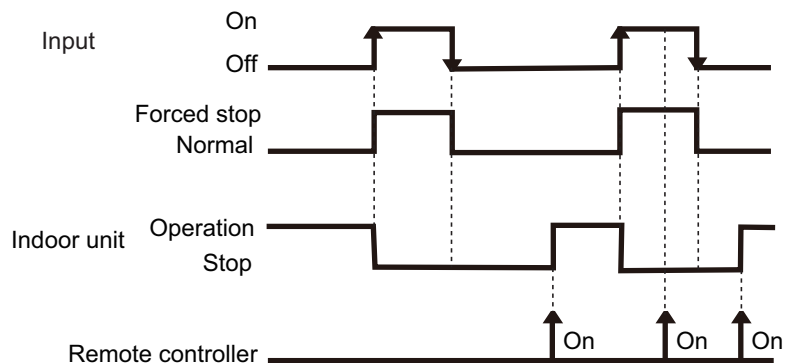 On
Input
Off
Forced stop
Normal
Operation
Indoor unit
Stop
On
On
On
Remote controller